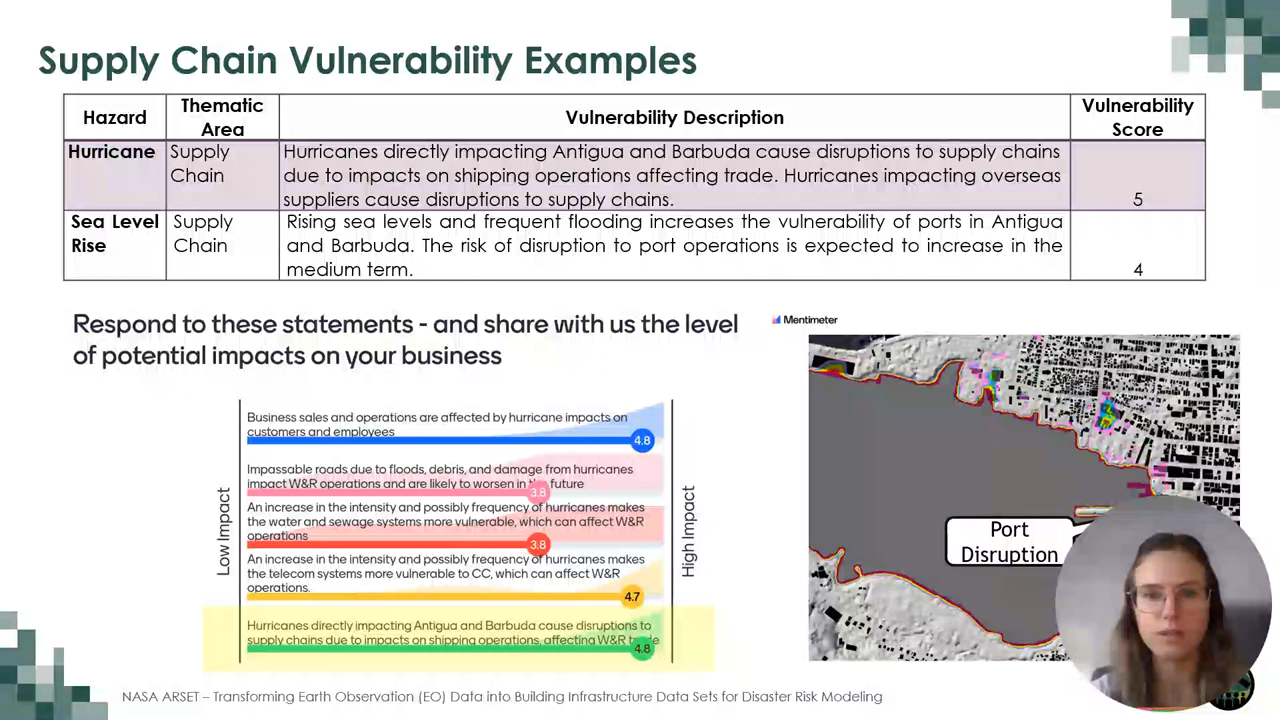 Supply Chain Vulnerability Examples
Hazard
Thematic
Area
Vulnerability Description
Vulnerability
Score
Hurricane
Supply
Chain
Hurricanes directly impacting Antigua and Barbuda cause disruptions to supply chains
due to impacts on shipping operations affecting trade. Hurricanes impacting overseas
suppliers cause disruptions to supply chains.
5
Sea Level
Rise
Supply
Chain
Rising sea levels and frequent flooding increases the vulnerability of ports in Antigua
and Barbuda. The risk of disruption to port operations is expected to increase in the
medium term.
4
Respond to these statements - and share with us the level
of potential impacts on your business
Mentimeter
Low Impact
Business sales and operations are affected by hurricane impacts on
customers and employees
4.8
Impassable roads due to floods, debris, and damage from hurricanes
impact W&R operations and are likely to worsen in the future
3.8
An increase in the intensity and possibly frequency of hurricanes makes
the water and sewage systems more vulnerable, which can affect W&R
operations
3.8
An increase in the intensity and possibly frequency of hurricanes makes
the telecom systems more vulnerable to CC, which can affect W&R
operations.
4.7
Hurricanes directly impacting Antigua and Barbuda cause disruptions to
supply chains due to impacts on shipping operations, affecting W&R trade
4.8
High Impact
Port
Disruption
NASA ARSET – Transforming Earth Observation (EO) Data into Building Infrastructure Data Sets for Disaster Risk Modeling